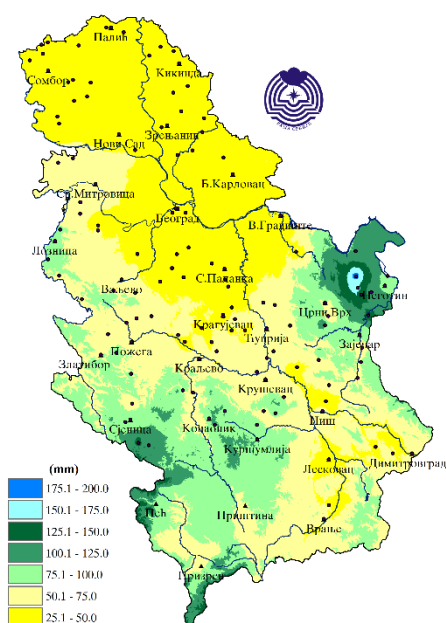 Палић
Сомбор
Кикинда
Зрењанин
Нови Сад
Б.Карловац
Ср.Митровица
Београд
В.Градиште
Лозница
Неготин
С.Паланка
Ваљево
Црни Врх
Крагујевац
Ћуприја
Зајечар
Пожега
Златибор
Краљево
Крушевац
Ниш
Сјеница
Копаоник
Куршумлија
Димитровград
Лесковац
(mm)
175.1 - 200.0
150.1 - 175.0
125.1 - 150.0
100.1 - 125.0
75.1 - 100.0
50.1 - 75.0
25.1 - 50.0
Пећ
Приштина
Врање
Призрен